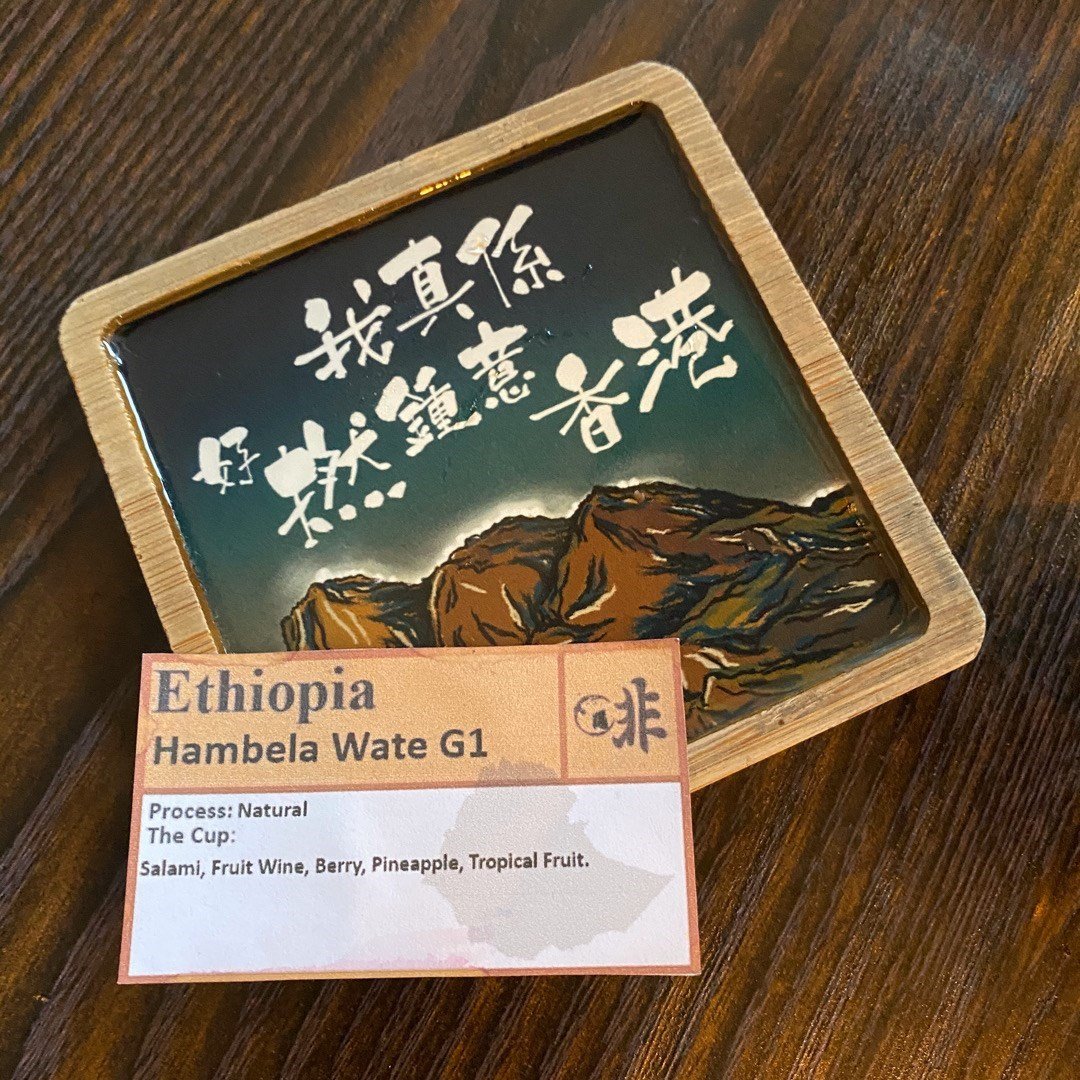 我真係
好撚鍾意香港
Ethiopia
Hambela Wate G1
啡
Process: Natural
The Cup:
Salami, Fruit Wine, Berry, Pineapple, Tropical Fruit.